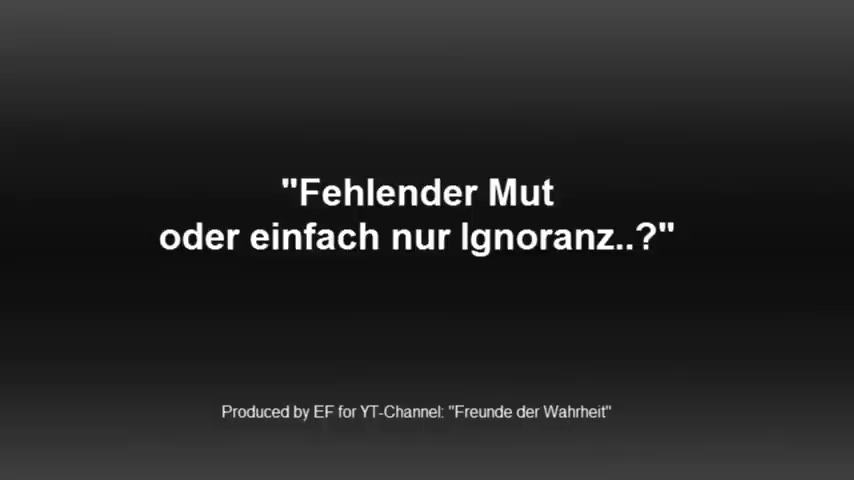 "Fehlender Mut
oder einfach nur Ignoranz..?"
Produced by EF for YT-Channel: "Freunde der Wahrheit"